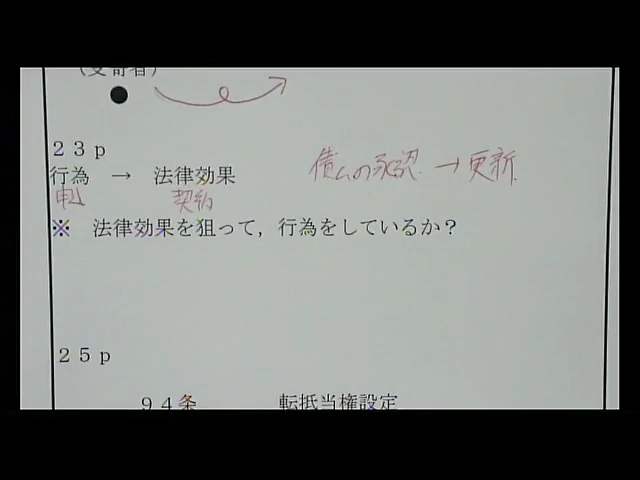 （受寄者）
２３ｐ
行為　→　法律効果　債ムの承認 → 更新
申込　契約
※　法律効果を狙って，行為をしているか？
２５ｐ
９４条　転抵当権設定